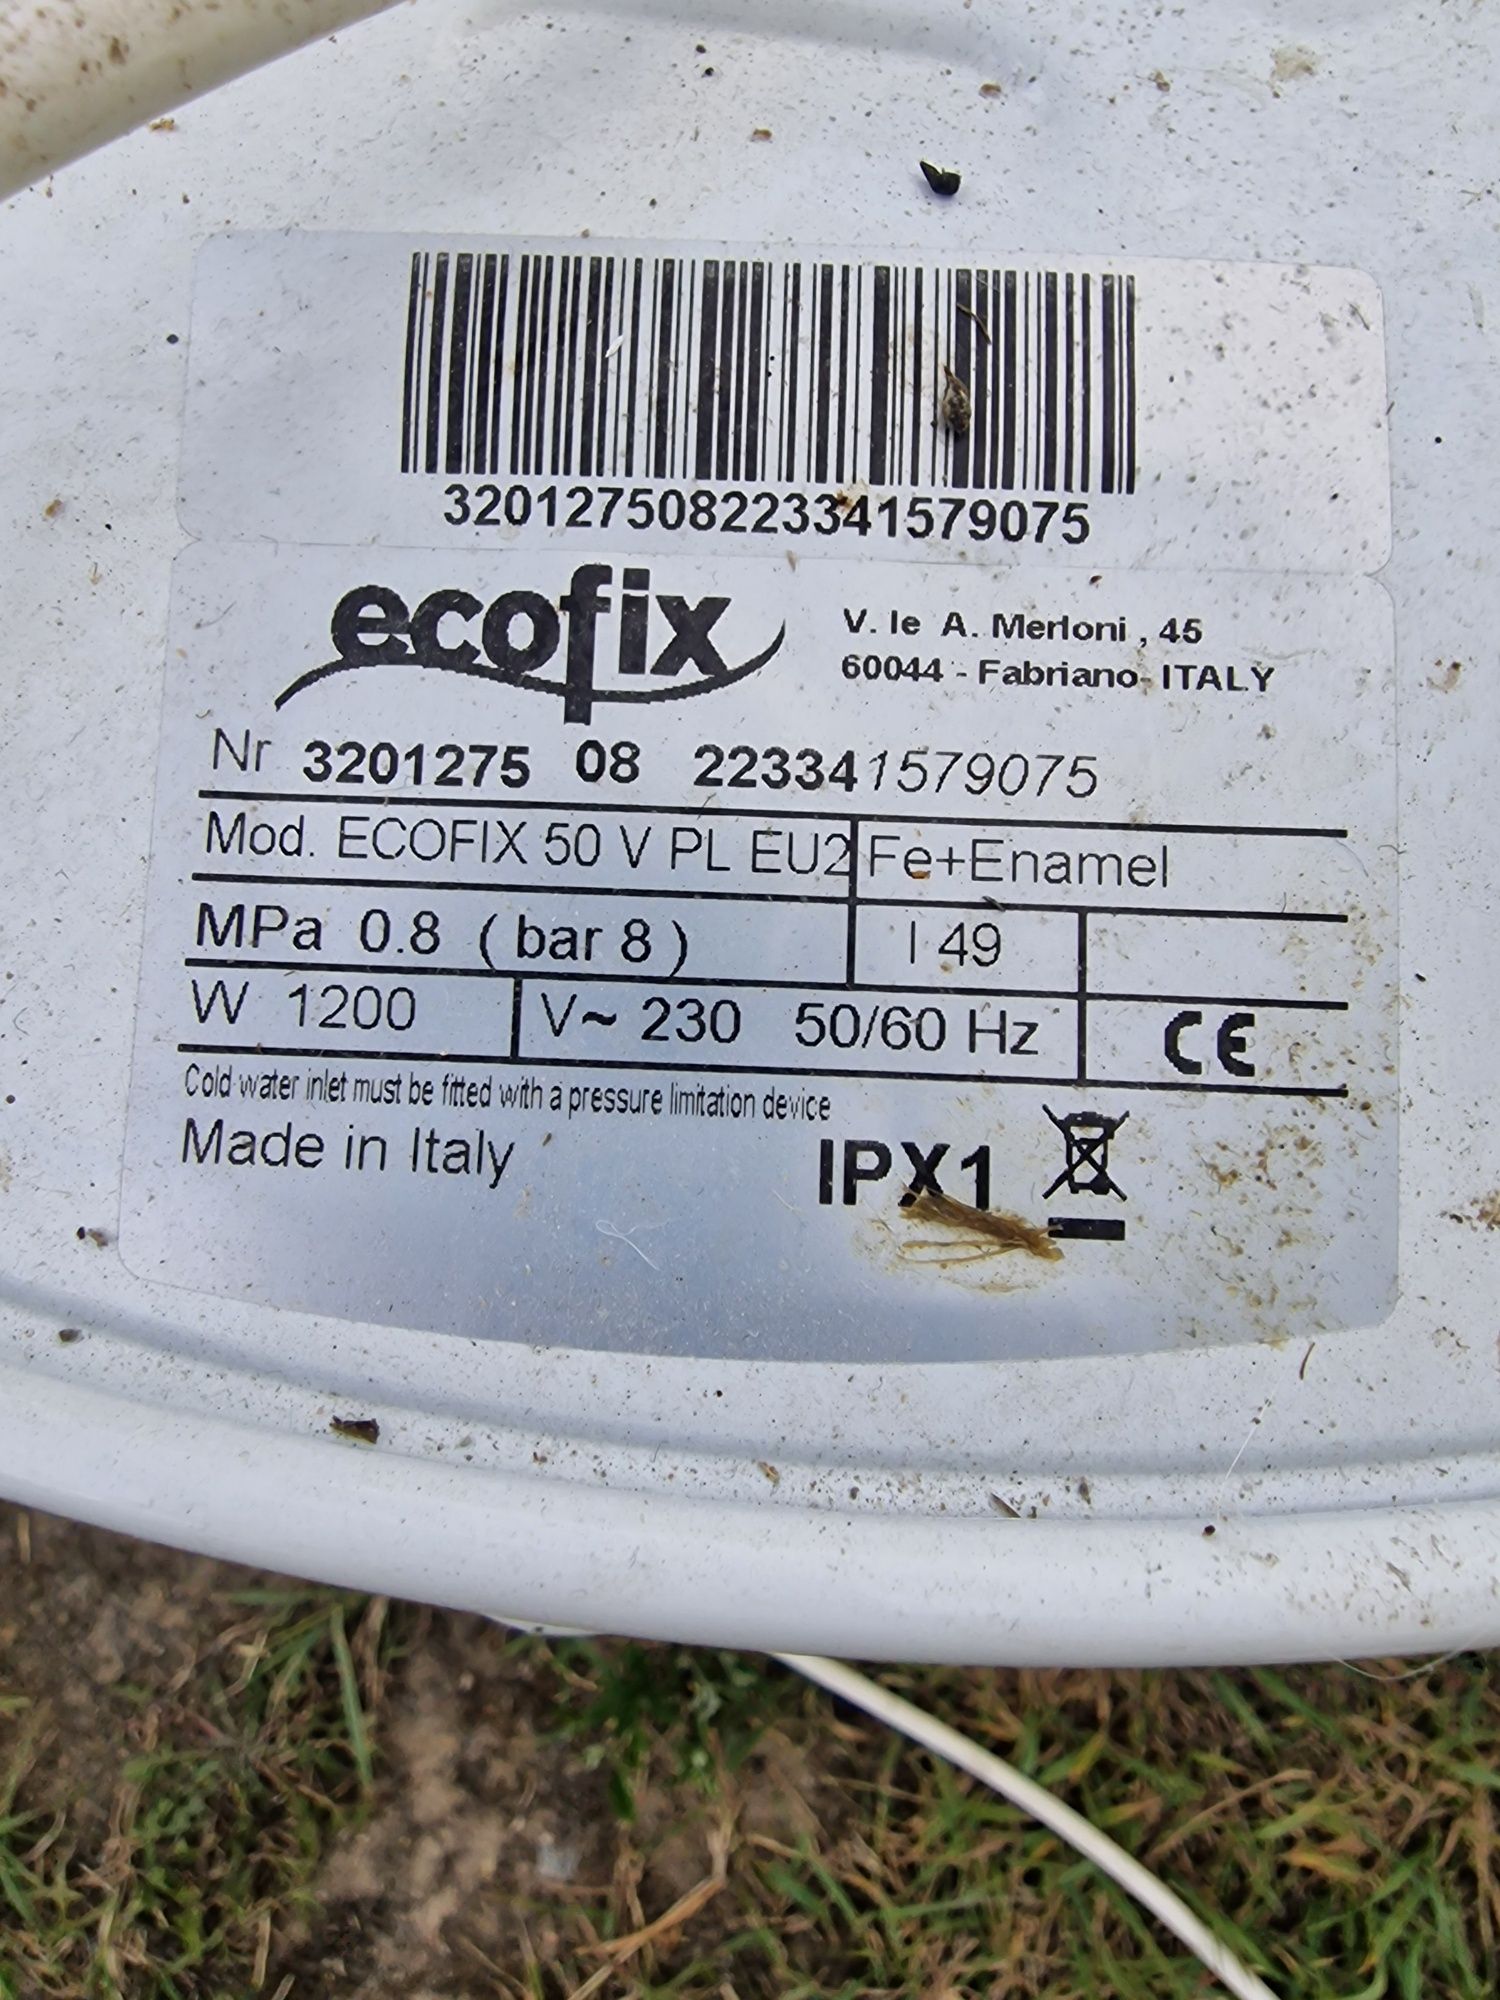 320127508223341579075
ecofix
V. le A. Merloni , 45
60044 - Fabriano- ITALY
Nr 3201275 08 223341579075
Mod. ECOFIX 50 V PL EU2 Fe+Enamel
MPa 0.8 ( bar 8 ) l 49
W 1200 V~ 230 50/60 Hz CE
Cold water inlet must be fitted with a pressure limitation device
Made in Italy IPX1